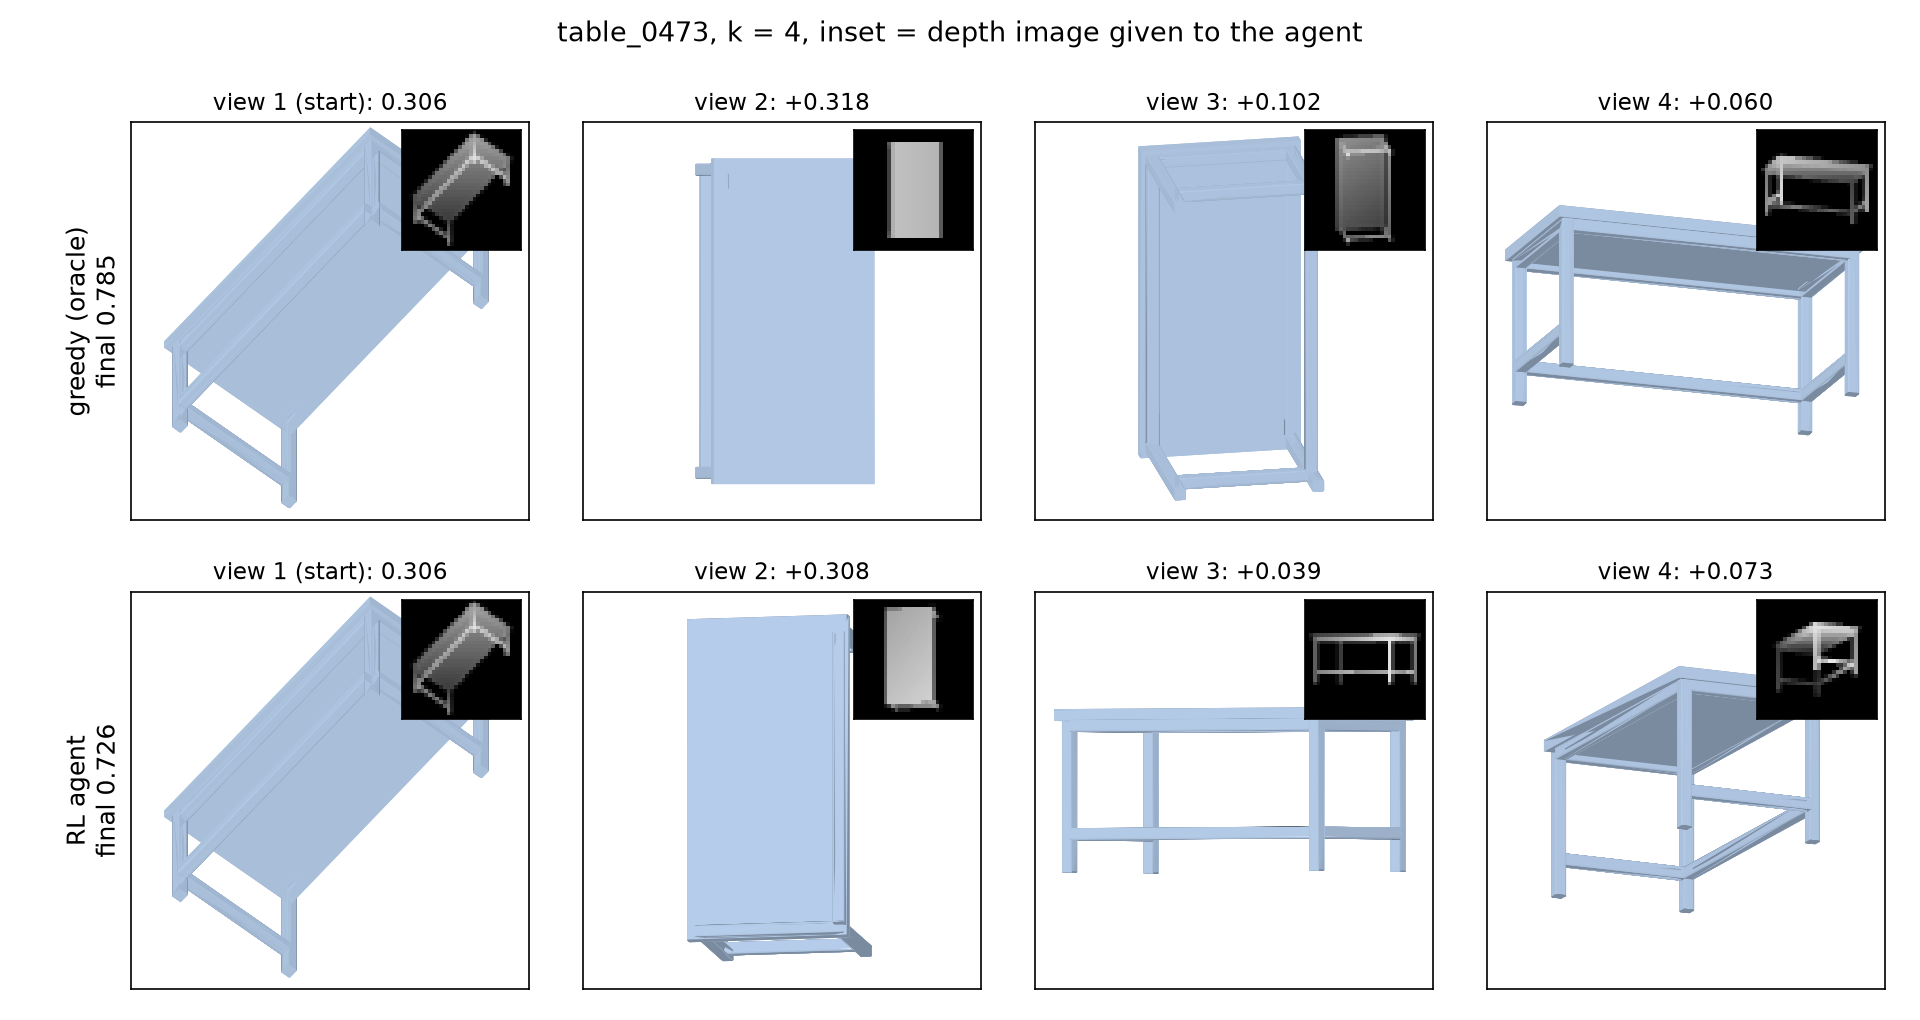 table_0473, k = 4, inset = depth image given to the agent
view 1 (start): 0.306
view 2: +0.318
view 3: +0.102
view 4: +0.060
greedy (oracle)
final 0.785
view 1 (start): 0.306
view 2: +0.308
view 3: +0.039
view 4: +0.073
RL agent
final 0.726